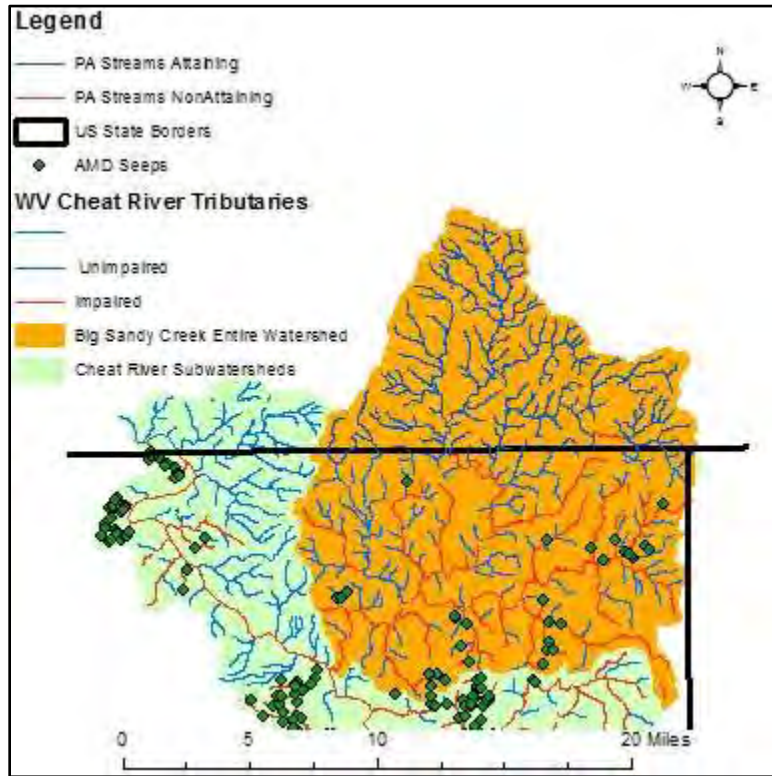 Legend
PA Streams Attaining
PA Streams NonAttaining
US State Borders
AMD Seeps
WV Cheat River Tributaries
Unimpaired
Impaired
Big Sandy Creek Entire Watershed
Cheat River Subwatersheds
N
W E
S
0 5 10 20 Miles